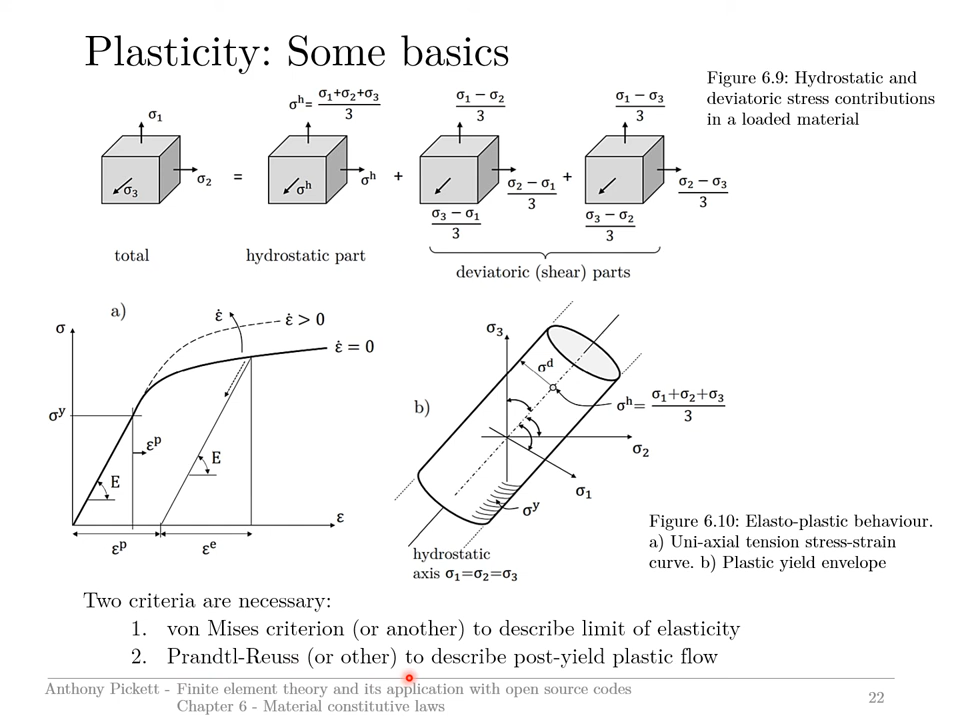 Plasticity: Some basics
Figure 6.9: Hydrostatic and
deviatoric stress contributions
in a loaded material
σ₁
σ₂
σ₃
=
σʰ= (σ₁+σ₂+σ₃)/3
σʰ
σʰ
+
(σ₁ − σ₂)/3
(σ₂ − σ₁)/3
(σ₃ − σ₁)/3
+
(σ₁ − σ₃)/3
(σ₂ − σ₃)/3
(σ₃ − σ₂)/3
total
hydrostatic part
deviatoric (shear) parts
a)
σ
σʸ
ε̇
ε̇ > 0
ε̇ = 0
εᵖ
E
E
ε
εᵖ
εᵉ
b)
σ₃
σᵈ
σʰ= (σ₁+σ₂+σ₃)/3
σ₂
σ₁
σʸ
hydrostatic
axis σ₁=σ₂=σ₃
Figure 6.10: Elasto-plastic behaviour.
a) Uni-axial tension stress-strain
curve. b) Plastic yield envelope
Two criteria are necessary:
1. von Mises criterion (or another) to describe limit of elasticity
2. Prandtl-Reuss (or other) to describe post-yield plastic flow
Anthony Pickett - Finite element theory and its application with open source codes
Chapter 6 - Material constitutive laws
22